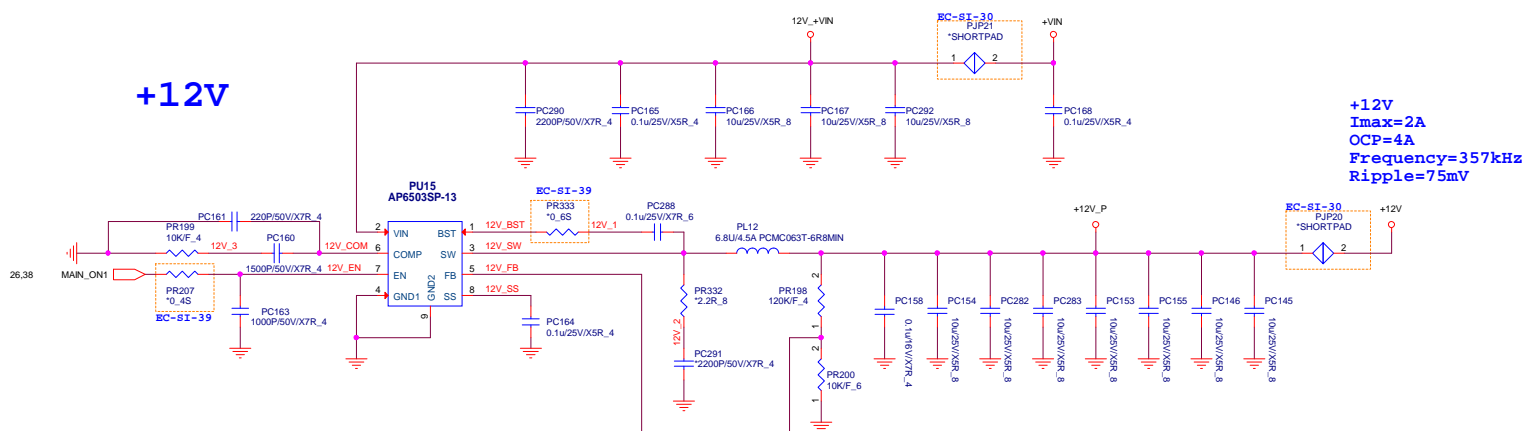 EC-SI-30
PJP21
*SHORTPAD
12V_+VIN
+VIN
1
2
+12V
PC290
2200P/50V/X7R_4
PC165
0.1u/25V/X5R_4
PC166
10u/25V/X5R_8
PC167
10u/25V/X5R_8
PC292
10u/25V/X5R_8
PC168
0.1u/25V/X5R_4
+12V
Imax=2A
OCP=4A
Frequency=357kHz
Ripple=75mV
PU15
AP6503SP-13
EC-SI-39
PR333
*0_6S
PC288
0.1u/25V/X7R_6
EC-SI-30
PJP20
*SHORTPAD
+12V_P
+12V
1
2
PC161
220P/50V/X7R_4
PR199
10K/F_4
12V_3
PC160
1500P/50V/X7R_4
12V_COM
12V_EN
2
6
7
4
VIN
COMP
EN
GND1
GND2
9
BST
SW
FB
SS
1
3
5
8
12V_BST
12V_1
12V_SW
12V_FB
12V_SS
PL12
6.8U/4.5A PCMC063T-6R8MIN
26,38
MAIN_ON1
PR207
*0_4S
EC-SI-39
PC163
1000P/50V/X7R_4
PC164
0.1u/25V/X5R_4
PR332
*2.2R_8
12V_2
PC291
*2200P/50V/X7R_4
2
PR198
120K/F_4
1
2
PR200
10K/F_6
1
PC158
0.1u/16V/X7R_4
PC154
10u/25V/X5R_8
PC282
10u/25V/X5R_8
PC283
10u/25V/X5R_8
PC153
10u/25V/X5R_8
PC155
10u/25V/X5R_8
PC146
10u/25V/X5R_8
PC145
10u/25V/X5R_8